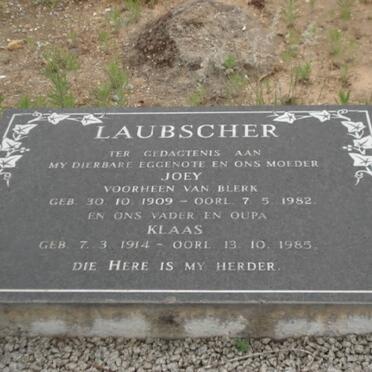 LAUBSCHER
TER GEDAGTENIS AAN
MY DIERBARE EGGENOTE EN ONS MOEDER
JOEY
VOORHEEN VAN BLERK
GEB. 30. 10. 1909 – OORL. 7. 5. 1982.
EN ONS VADER EN OUPA
KLAAS
GEB. 7. 3. 1914 – OORL. 13. 10. 1985.
DIE HERE IS MY HERDER.